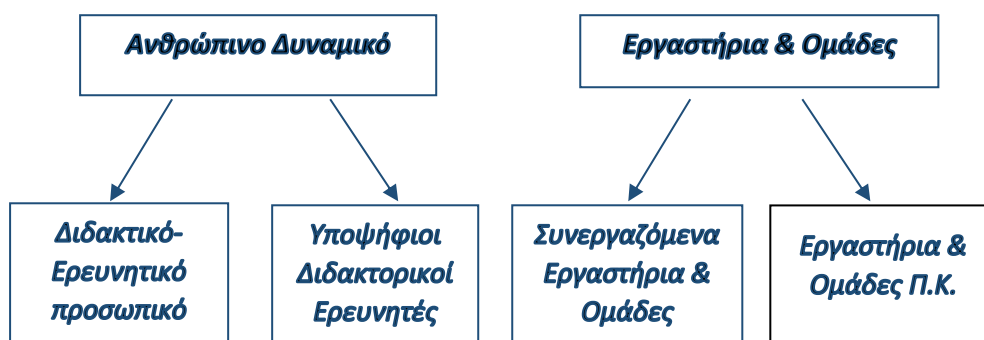 Ανθρώπινο Δυναμικό
Εργαστήρια & Ομάδες
Διδακτικό-
Ερευνητικό
προσωπικό
Υποψήφιοι
Διδακτορικοί
Ερευνητές
Συνεργαζόμενα
Εργαστήρια &
Ομάδες
Εργαστήρια &
Ομάδες Π.Κ.